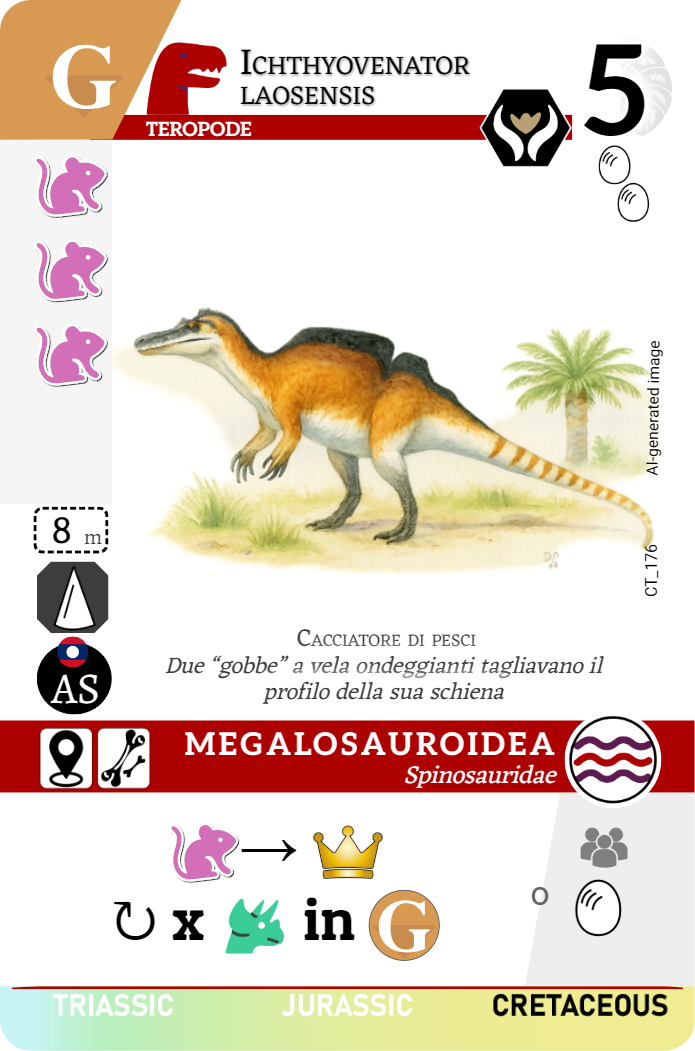 G
ICHTHYOVENATOR
LAOSENSIS
5
TEROPODE
AI-generated image
8 m
CT_176
AS
CACCIATORE DI PESCI
Due “gobbe” a vela ondeggianti tagliavano il
profilo della sua schiena
MEGALOSAUROIDEA
Spinosauridae
x in G
o
TRIASSIC JURASSIC CRETACEOUS